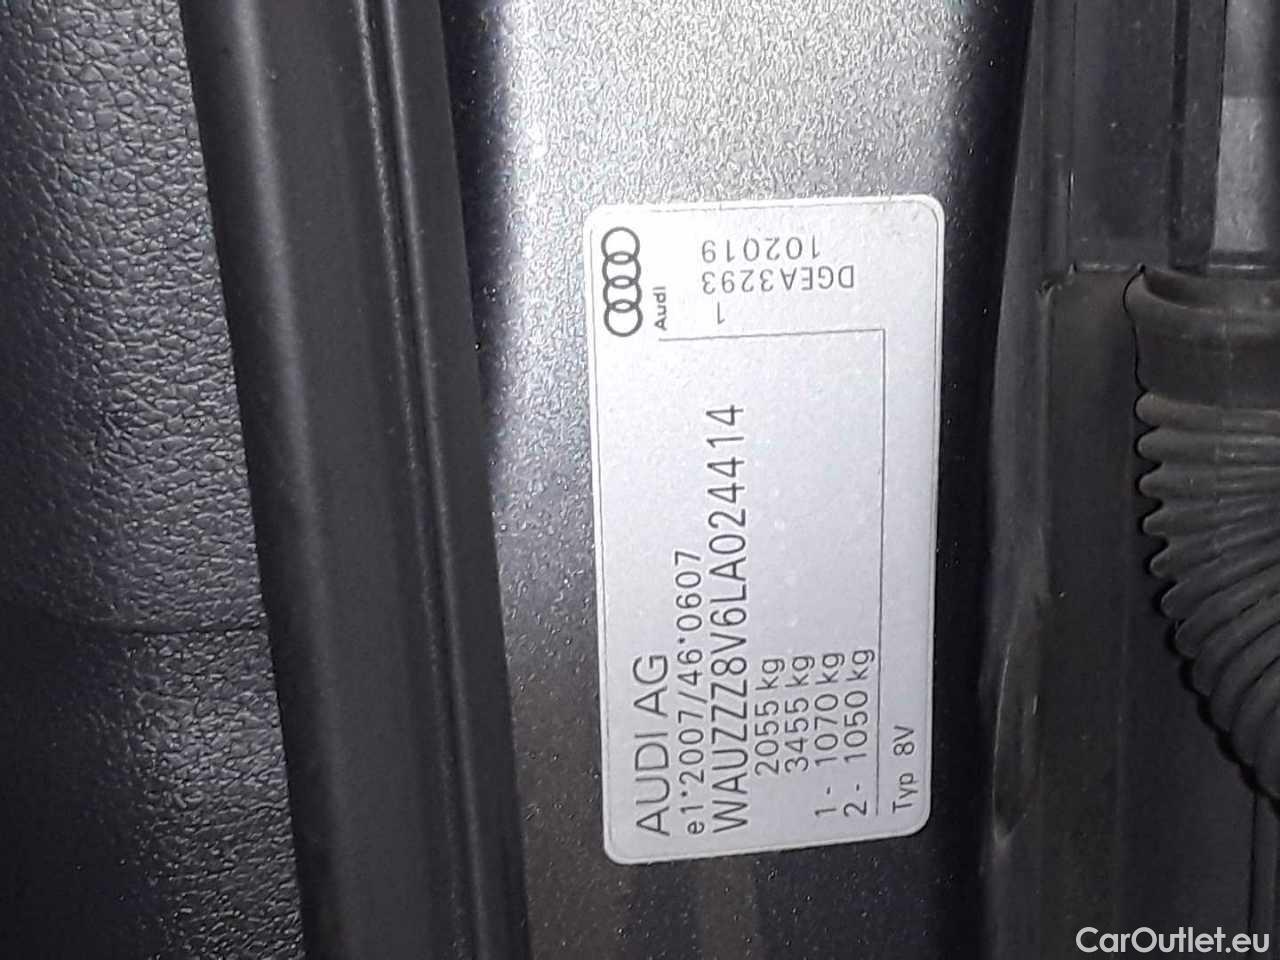 AUDI AG
e1*2007/46*0607
WAUZZZ8V6LA024414
2055 kg
3455 kg
1 - 1070 kg
2 - 1050 kg
Typ 8V
Audi
1
DGEA3293
102019
CarOutlet.eu